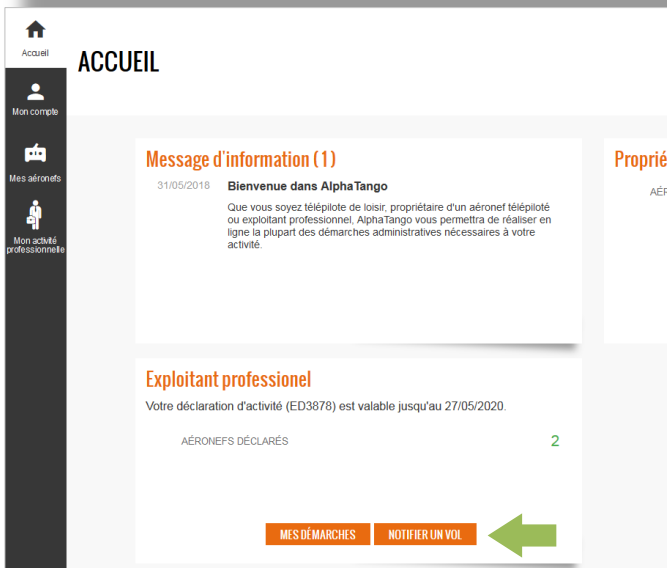 Accueil
ACCUEIL
Mon compte
Mes aéronefs
Mon activité
professionnelle
Message d'information (1)
31/05/2018 Bienvenue dans AlphaTango
Que vous soyez télépilote de loisir, propriétaire d'un aéronef télépiloté
ou exploitant professionnel, AlphaTango vous permettra de réaliser en
ligne la plupart des démarches administratives nécessaires à votre
activité.
Proprié
AÉR
Exploitant professionel
Votre déclaration d'activité (ED3878) est valable jusqu'au 27/05/2020.
AÉRONEFS DÉCLARÉS 2
MES DÉMARCHES NOTIFIER UN VOL